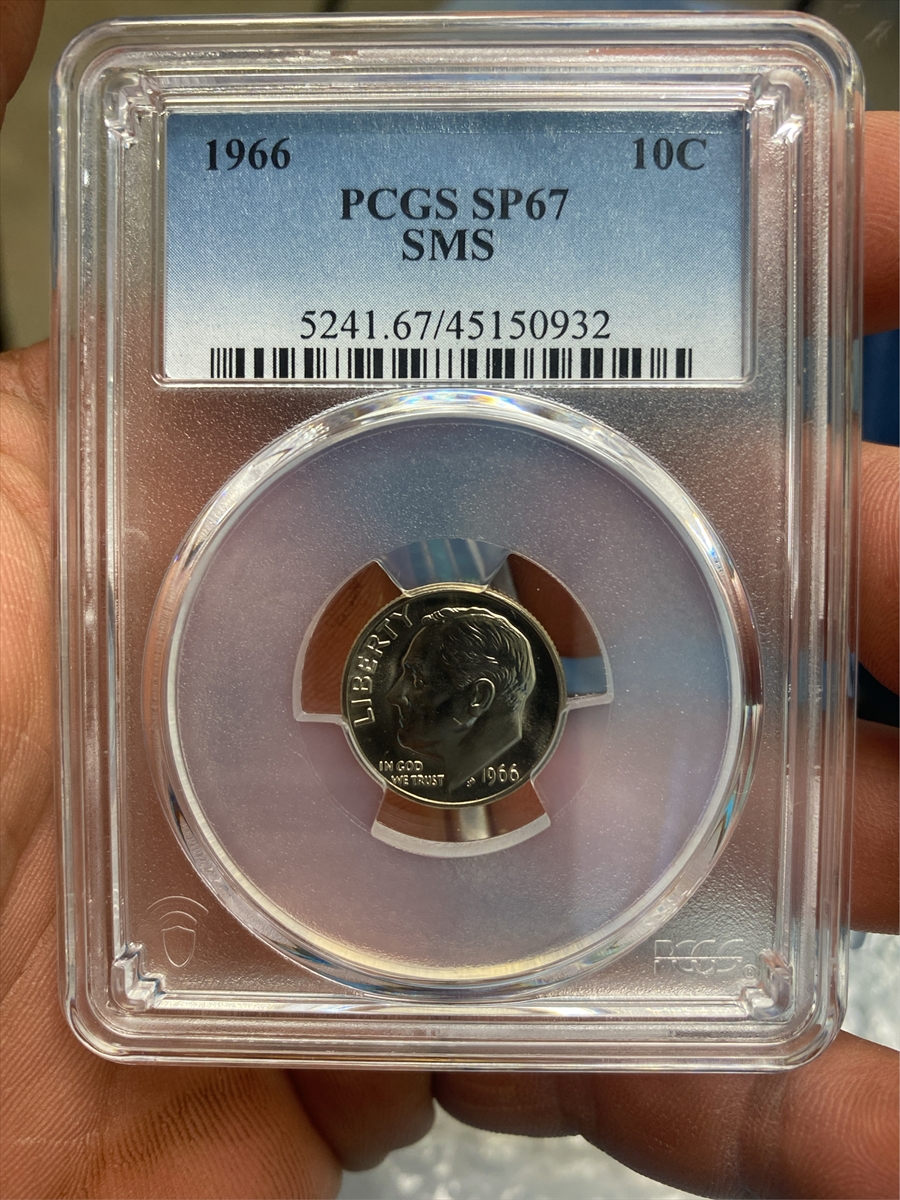 1966 10C
PCGS SP67
SMS
5241.67/45150932
LIBERTY
IN GOD
WE TRUST
1966
PCGS